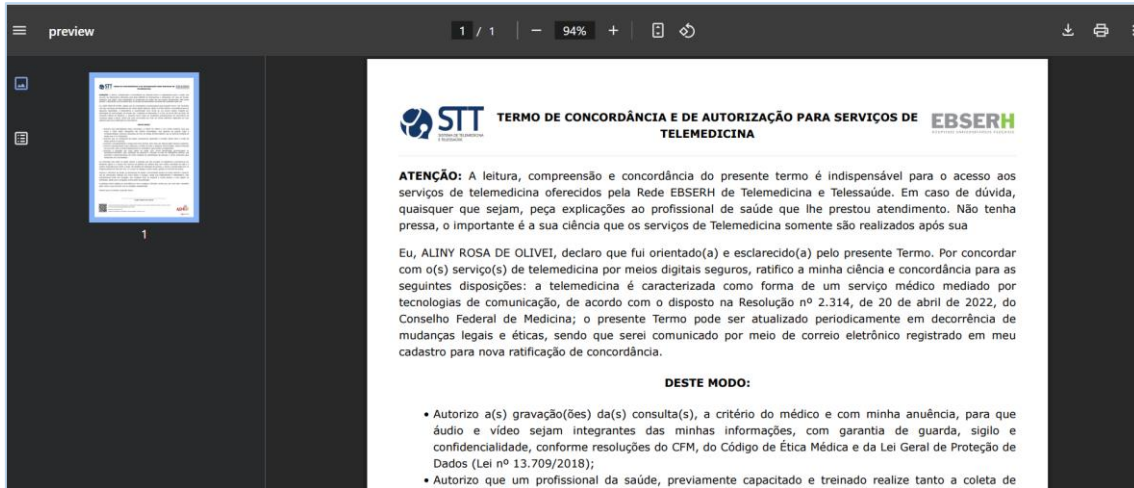 preview
1 / 1
94%
1
STT
SISTEMA DE TELEMEDICINA
E TELESSAÚDE
TERMO DE CONCORDÂNCIA E DE AUTORIZAÇÃO PARA SERVIÇOS DE
TELEMEDICINA
EBSERH
ATENÇÃO: A leitura, compreensão e concordância do presente termo é indispensável para o acesso aos
serviços de telemedicina oferecidos pela Rede EBSERH de Telemedicina e Telessaúde. Em caso de dúvida,
quaisquer que sejam, peça explicações ao profissional de saúde que lhe prestou atendimento. Não tenha
pressa, o importante é a sua ciência que os serviços de Telemedicina somente são realizados após sua
Eu, ALINY ROSA DE OLIVEI, declaro que fui orientado(a) e esclarecido(a) pelo presente Termo. Por concordar
com o(s) serviço(s) de telemedicina por meios digitais seguros, ratifico a minha ciência e concordância para as
seguintes disposições: a telemedicina é caracterizada como forma de um serviço médico mediado por
tecnologias de comunicação, de acordo com o disposto na Resolução nº 2.314, de 20 de abril de 2022, do
Conselho Federal de Medicina; o presente Termo pode ser atualizado periodicamente em decorrência de
mudanças legais e éticas, sendo que serei comunicado por meio de correio eletrônico registrado em meu
cadastro para nova ratificação de concordância.
DESTE MODO:
• Autorizo a(s) gravação(ões) da(s) consulta(s), a critério do médico e com minha anuência, para que
áudio e vídeo sejam integrantes das minhas informações, com garantia de guarda, sigilo e
confidencialidade, conforme resoluções do CFM, do Código de Ética Médica e da Lei Geral de Proteção de
Dados (Lei nº 13.709/2018);
• Autorizo que um profissional da saúde, previamente capacitado e treinado realize tanto a coleta de